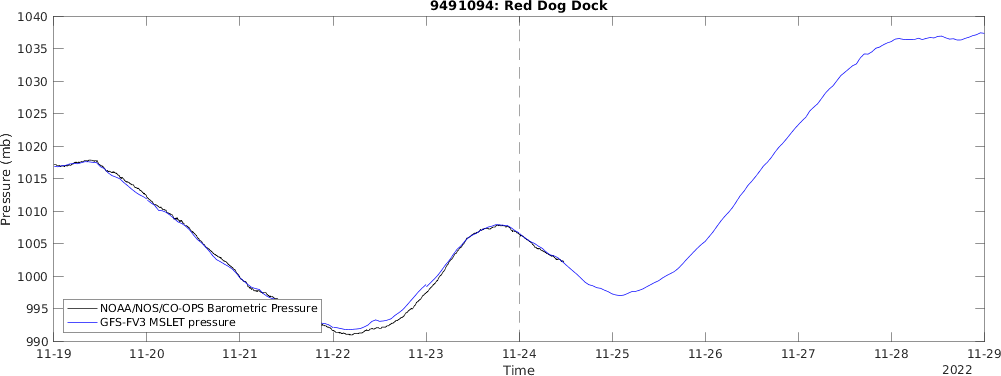 9491094: Red Dog Dock
1040
1035
1030
1025
1020
1015
1010
1005
1000
995
990
Pressure (mb)
NOAA/NOS/CO-OPS Barometric Pressure
GFS-FV3 MSLET pressure
11-19 11-20 11-21 11-22 11-23 11-24 11-25 11-26 11-27 11-28 11-29
Time
2022